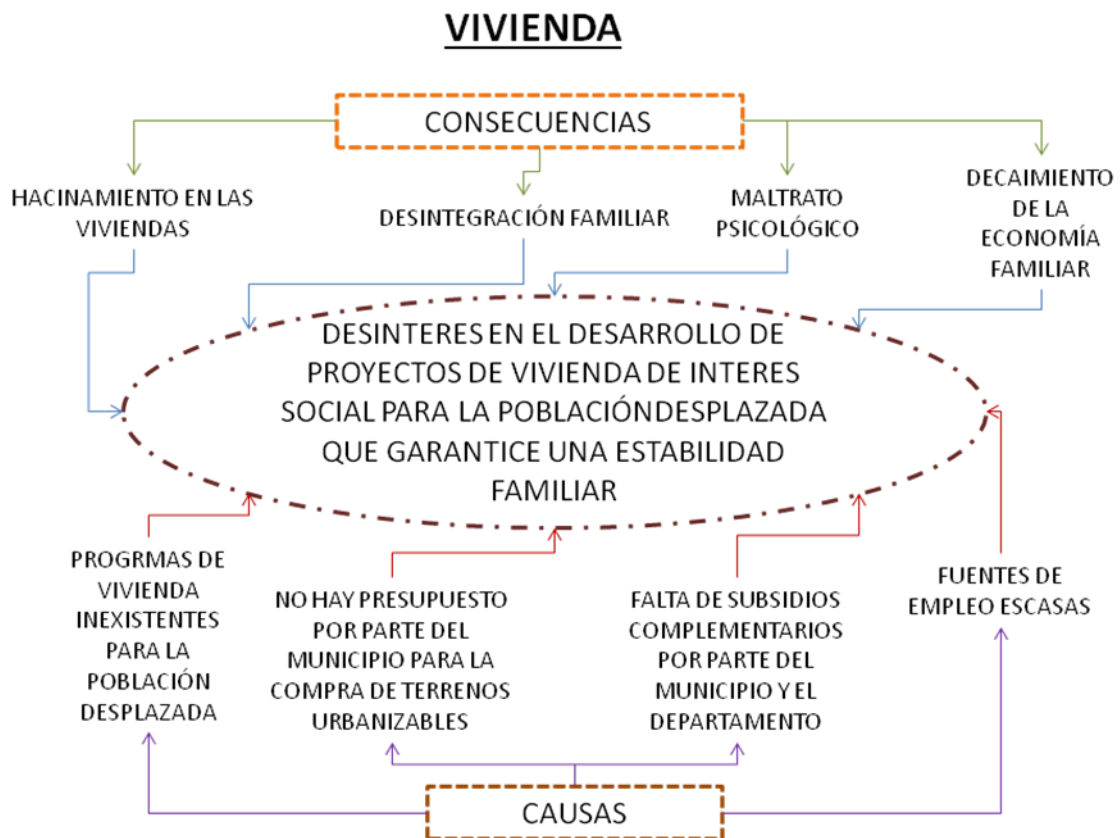 VIVIENDA
CONSECUENCIAS
HACINAMIENTO EN LAS
VIVIENDAS
DESINTEGRACIÓN FAMILIAR
MALTRATO
PSICOLÓGICO
DECAIMIENTO
DE LA
ECONOMÍA
FAMILIAR
DESINTERES EN EL DESARROLLO DE
PROYECTOS DE VIVIENDA DE INTERES
SOCIAL PARA LA POBLACIÓNDESPLAZADA
QUE GARANTICE UNA ESTABILIDAD
FAMILIAR
PROGRMAS DE
VIVIENDA
INEXISTENTES
PARA LA
POBLACIÓN
DESPLAZADA
NO HAY PRESUPUESTO
POR PARTE DEL
MUNICIPIO PARA LA
COMPRA DE TERRENOS
URBANIZABLES
FALTA DE SUBSIDIOS
COMPLEMENTARIOS
POR PARTE DEL
MUNICIPIO Y EL
DEPARTAMENTO
FUENTES DE
EMPLEO ESCASAS
CAUSAS